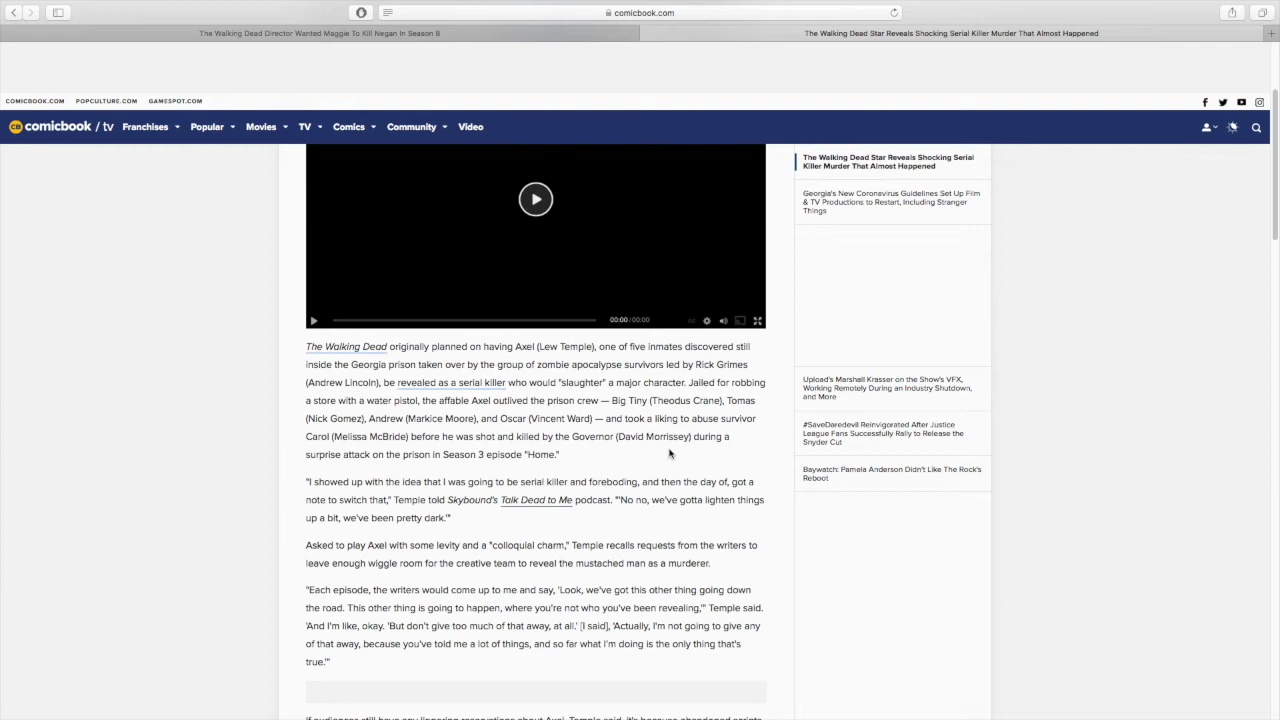 comicbook.com
The Walking Dead Director Wanted Maggie To Kill Negan In Season 8
The Walking Dead Star Reveals Shocking Serial Killer Murder That Almost Happened
COMICBOOK.COM POPCULTURE.COM GAMESPOT.COM
CB comicbook / tv Franchises Popular Movies TV Comics Community Video
00:00 / 00:00
The Walking Dead originally planned on having Axel (Lew Temple), one of five inmates discovered still
inside the Georgia prison taken over by the group of zombie apocalypse survivors led by Rick Grimes
(Andrew Lincoln), be revealed as a serial killer who would "slaughter" a major character. Jailed for robbing
a store with a water pistol, the affable Axel outlived the prison crew — Big Tiny (Theodus Crane), Tomas
(Nick Gomez), Andrew (Markice Moore), and Oscar (Vincent Ward) — and took a liking to abuse survivor
Carol (Melissa McBride) before he was shot and killed by the Governor (David Morrissey) during a
surprise attack on the prison in Season 3 episode "Home."
"I showed up with the idea that I was going to be serial killer and foreboding, and then the day of, got a
note to switch that," Temple told Skybound's Talk Dead to Me podcast. "'No no, we've gotta lighten things
up a bit, we've been pretty dark.'"
Asked to play Axel with some levity and a "colloquial charm," Temple recalls requests from the writers to
leave enough wiggle room for the creative team to reveal the mustached man as a murderer.
"Each episode, the writers would come up to me and say, 'Look, we've got this other thing going down
the road. This other thing is going to happen, where you're not who you've been revealing,'" Temple said.
'And I'm like, okay. 'But don't give too much of that away, at all.' [I said], 'Actually, I'm not going to give any
of that away, because you've told me a lot of things, and so far what I'm doing is the only thing that's
true.'"
If audiences still have any lingering reservations about Axel, Temple said, it's because abandoned scripts
The Walking Dead Star Reveals Shocking Serial
Killer Murder That Almost Happened
Georgia's New Coronavirus Guidelines Set Up Film
& TV Productions to Restart, Including Stranger
Things
Upload's Marshall Krasser on the Show's VFX,
Working Remotely During an Industry Shutdown,
and More
#SaveDaredevil Reinvigorated After Justice
League Fans Successfully Rally to Release the
Snyder Cut
Baywatch: Pamela Anderson Didn't Like The Rock's
Reboot